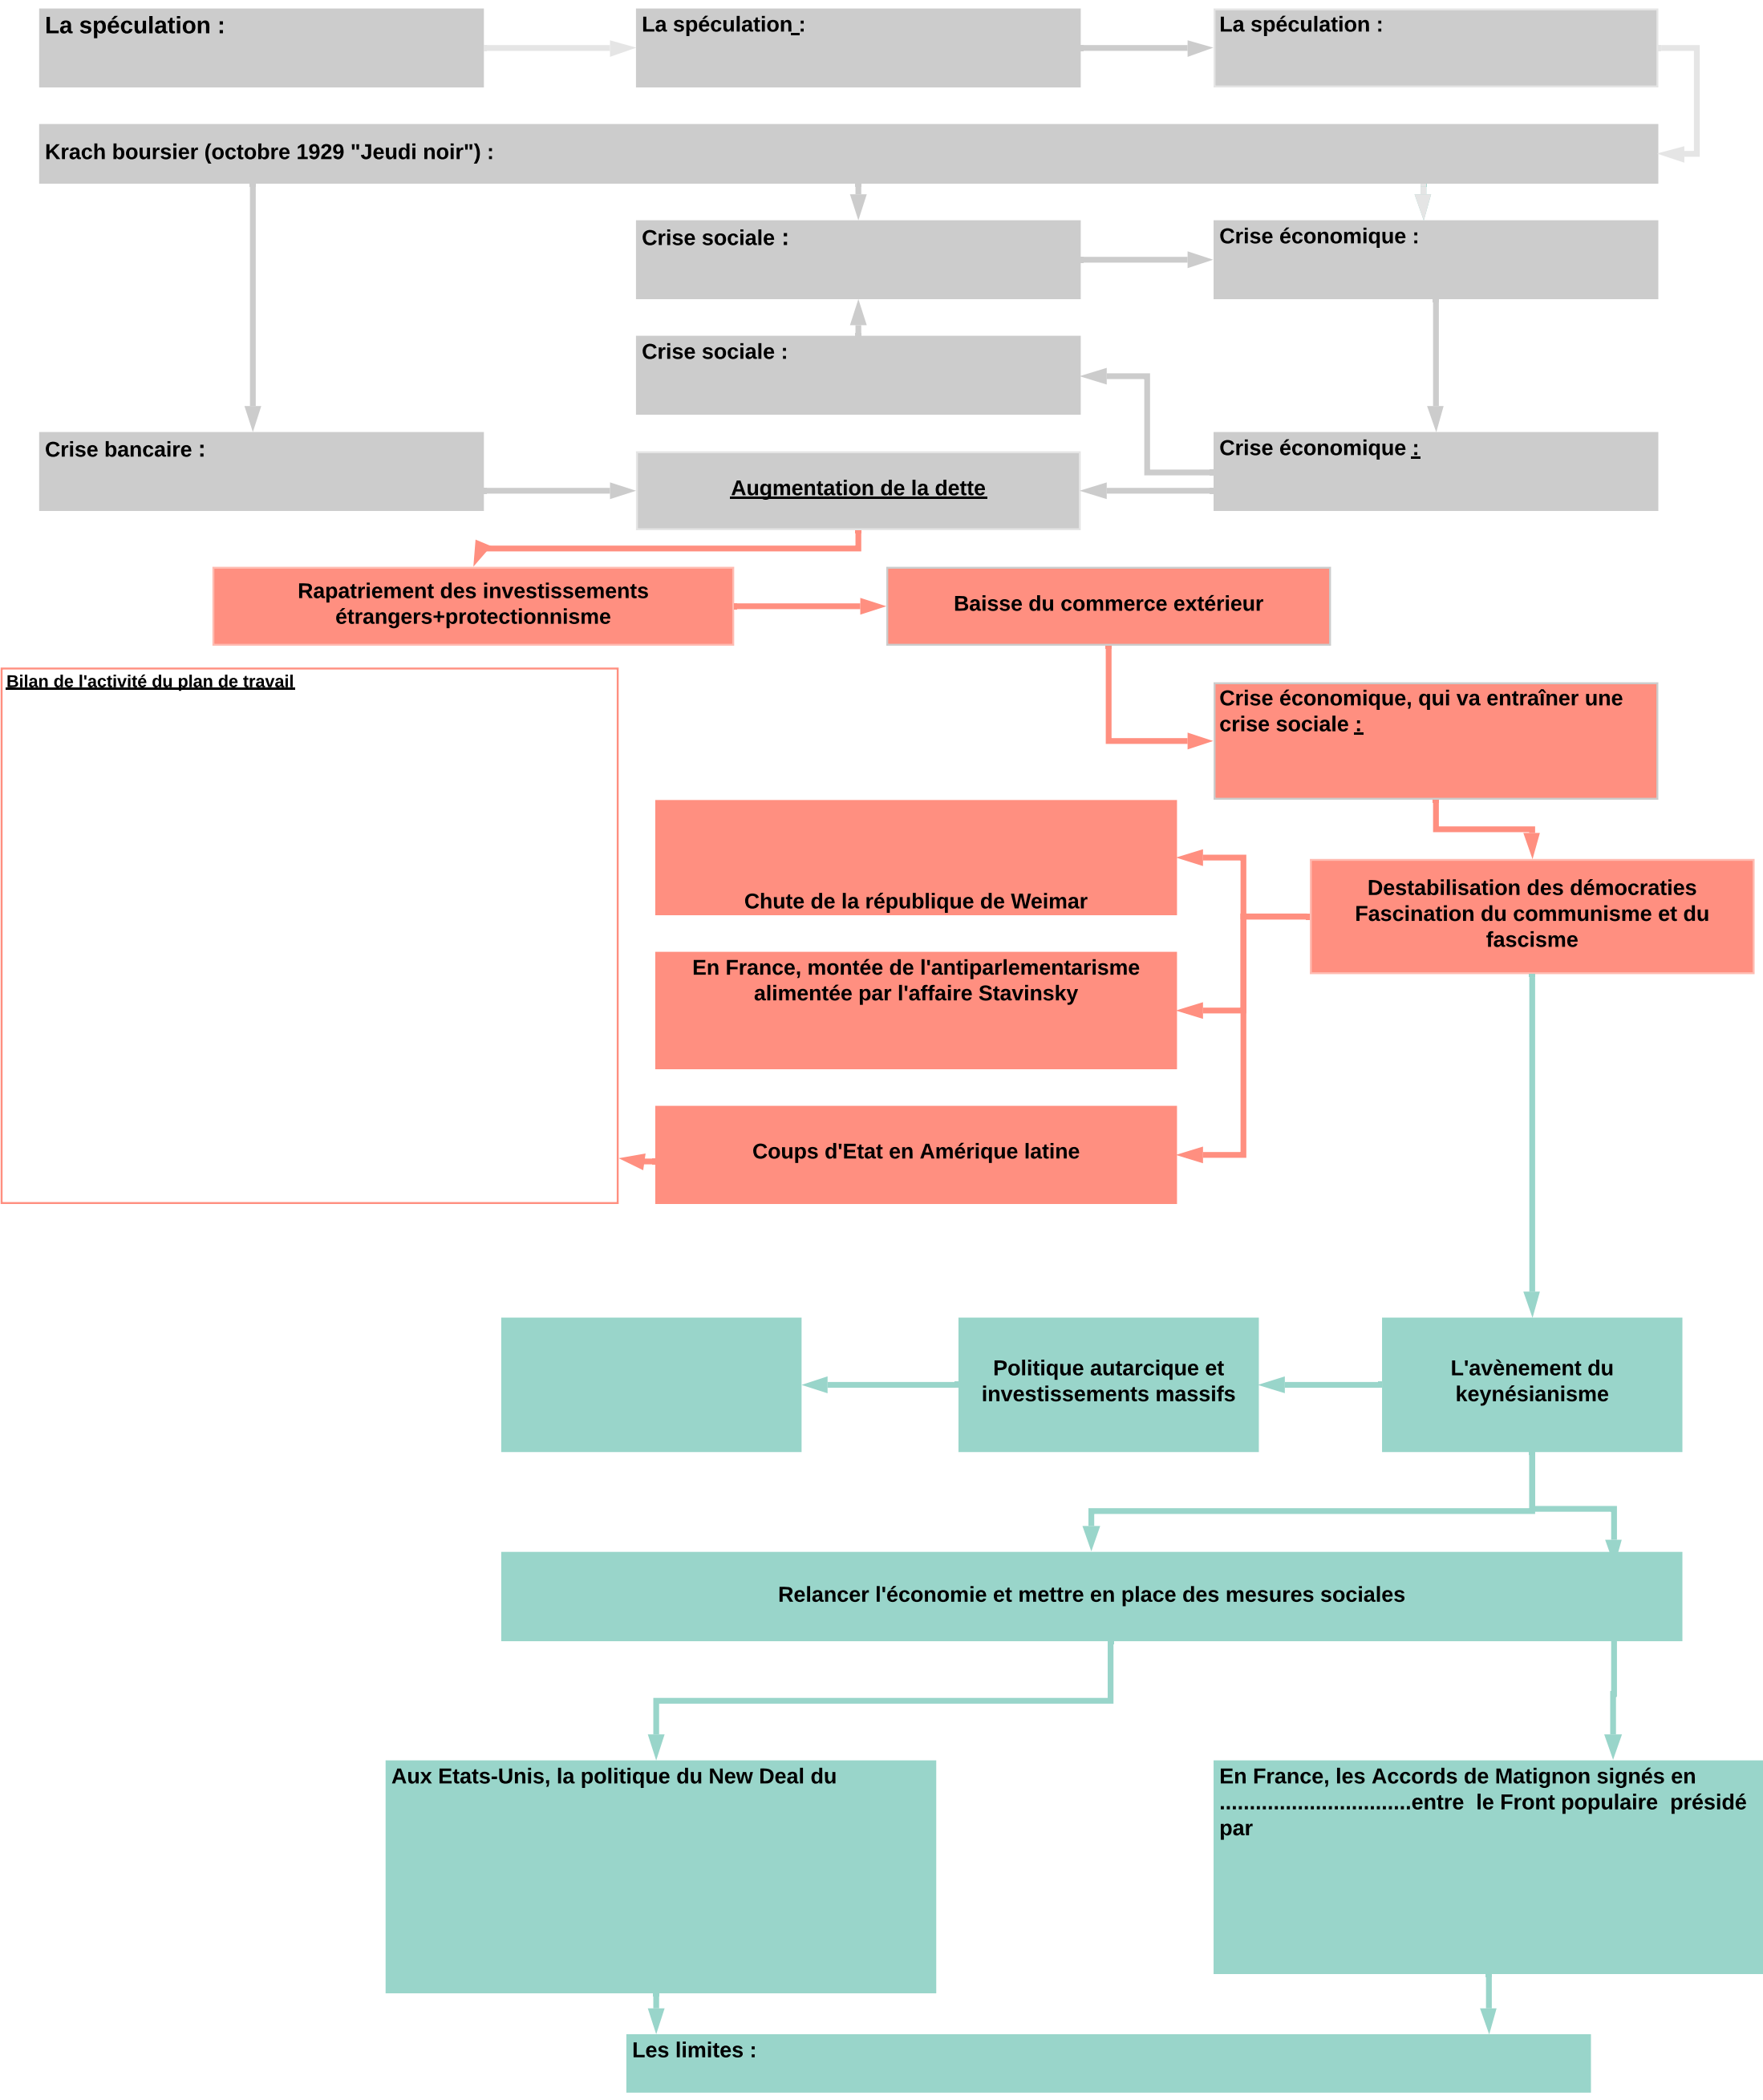 La spéculation :
La spéculation :
La spéculation :
Krach boursier (octobre 1929 "Jeudi noir") :
Crise sociale :
Crise économique :
Crise sociale :
Crise bancaire :
Crise économique :
Augmentation de la dette
Rapatriement des investissements
étrangers+protectionnisme
Baisse du commerce extérieur
Bilan de l'activité du plan de travail
Crise économique, qui va entraîner une
crise sociale :
Chute de la république de Weimar
Destabilisation des démocraties
Fascination du communisme et du
fascisme
En France, montée de l'antiparlementarisme
alimentée par l'affaire Stavinsky
Coups d'Etat en Amérique latine
Politique autarcique et
investissements massifs
L'avènement du
keynésianisme
Relancer l'économie et mettre en place des mesures sociales
Aux Etats-Unis, la politique du New Deal du
En France, les Accords de Matignon signés en
................................entre  le Front populaire  présidé
par
Les limites :